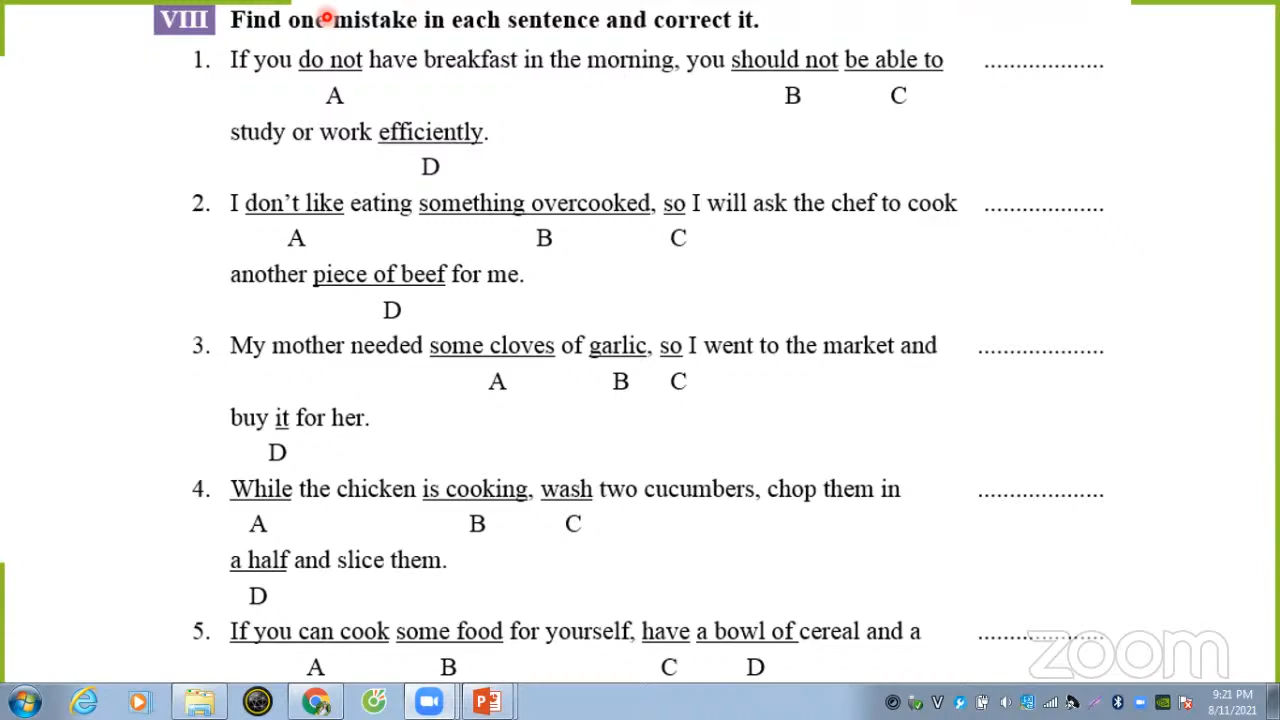 VIII Find one mistake in each sentence and correct it.
1. If you do not have breakfast in the morning, you should not be able to ...................
A B C
study or work efficiently.
D
2. I don't like eating something overcooked, so I will ask the chef to cook ...................
A B C
another piece of beef for me.
D
3. My mother needed some cloves of garlic, so I went to the market and ....................
A B C
buy it for her.
D
4. While the chicken is cooking, wash two cucumbers, chop them in ....................
A B C
a half and slice them.
D
5. If you can cook some food for yourself, have a bowl of cereal and a ....................
A B C D
zoom
9:21 PM
8/11/2021